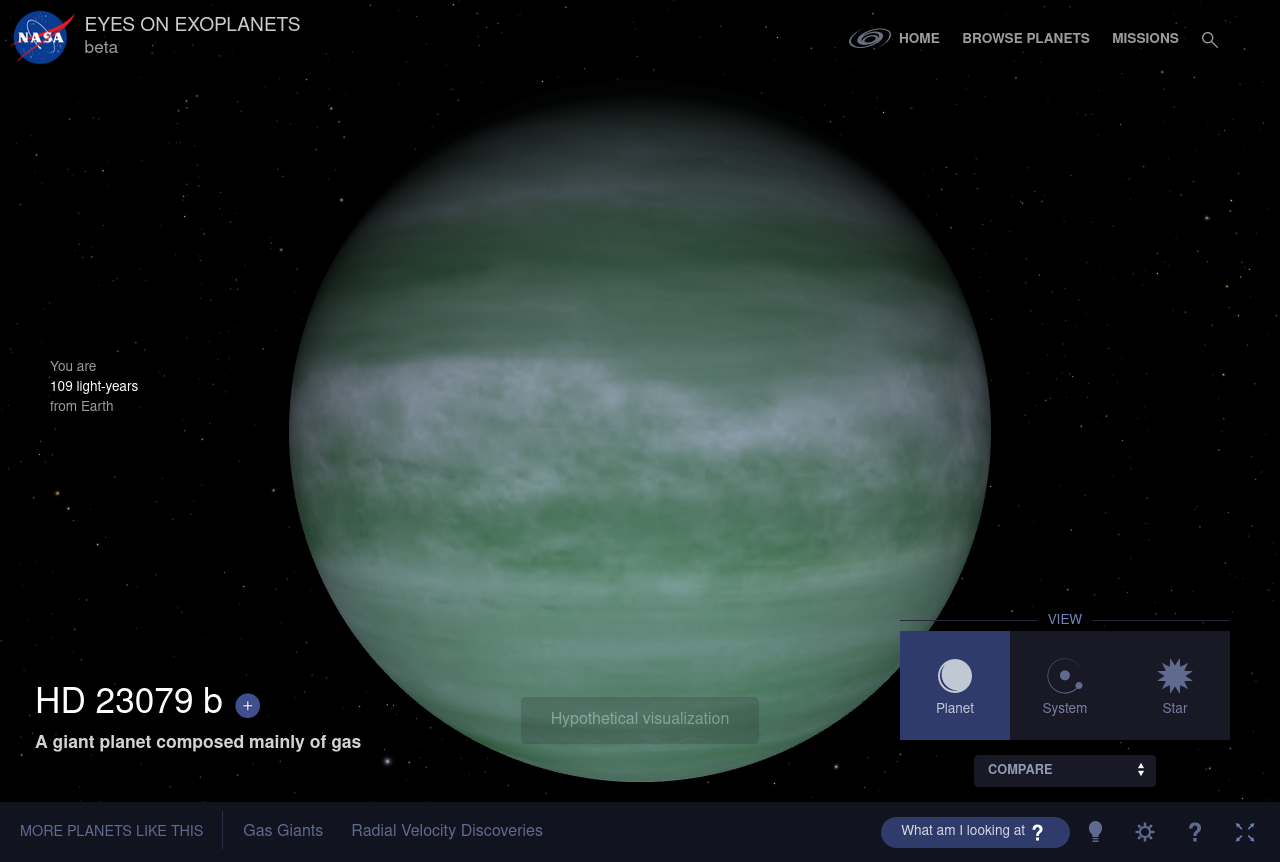 NASA
EYES ON EXOPLANETS
beta
HOME
BROWSE PLANETS
MISSIONS
You are
109 light-years
from Earth
HD 23079 b +
A giant planet composed mainly of gas
Hypothetical visualization
VIEW
Planet
System
Star
COMPARE
MORE PLANETS LIKE THIS
Gas Giants
Radial Velocity Discoveries
What am I looking at ?
?